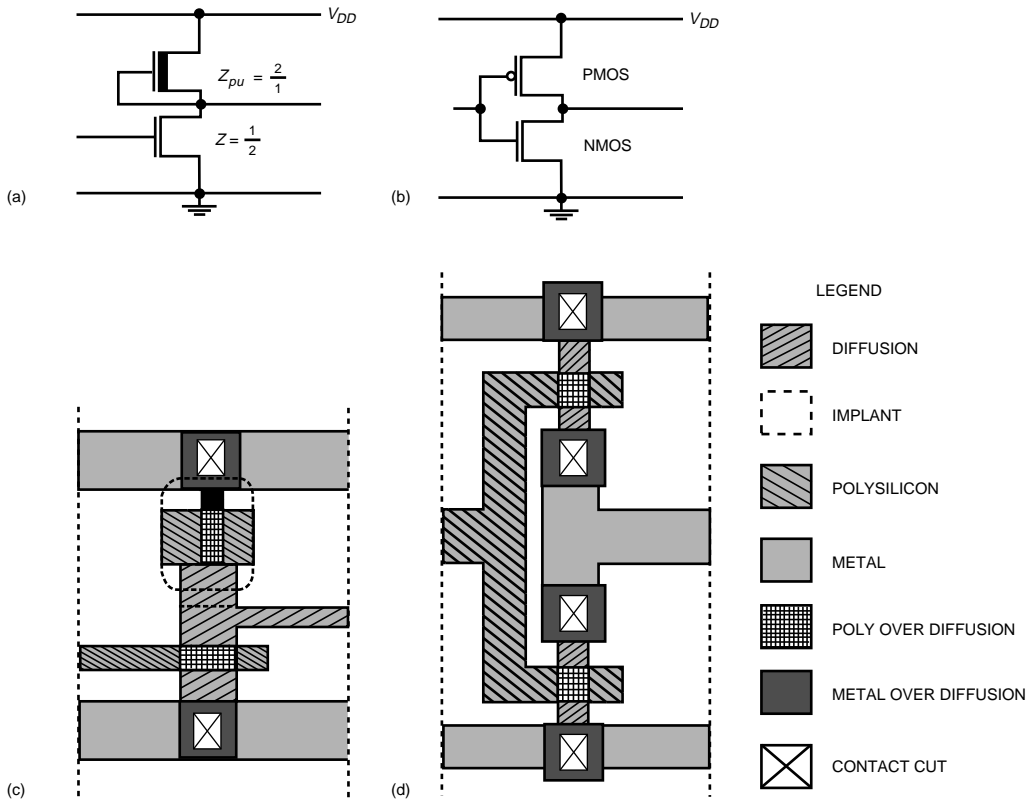 V_DD
Z_pu = 2/1
Z = 1/2
(a)
V_DD
PMOS
NMOS
(b)
LEGEND
DIFFUSION
IMPLANT
POLYSILICON
METAL
POLY OVER DIFFUSION
METAL OVER DIFFUSION
CONTACT CUT
(c)
(d)